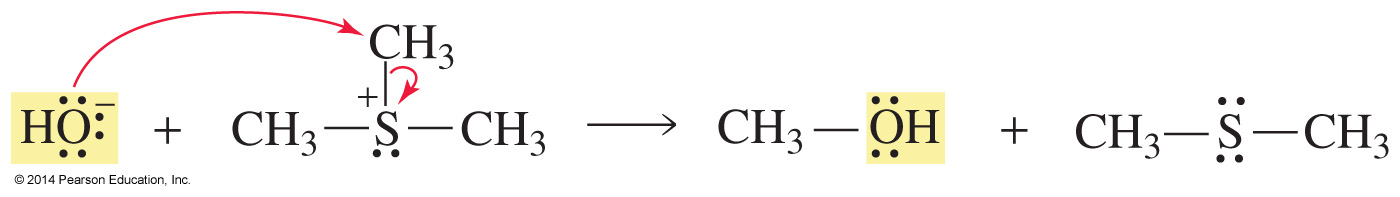 CH₃
HO:⁻ + CH₃—S⁺—CH₃ ⟶ CH₃—OH + CH₃—S—CH₃
© 2014 Pearson Education, Inc.